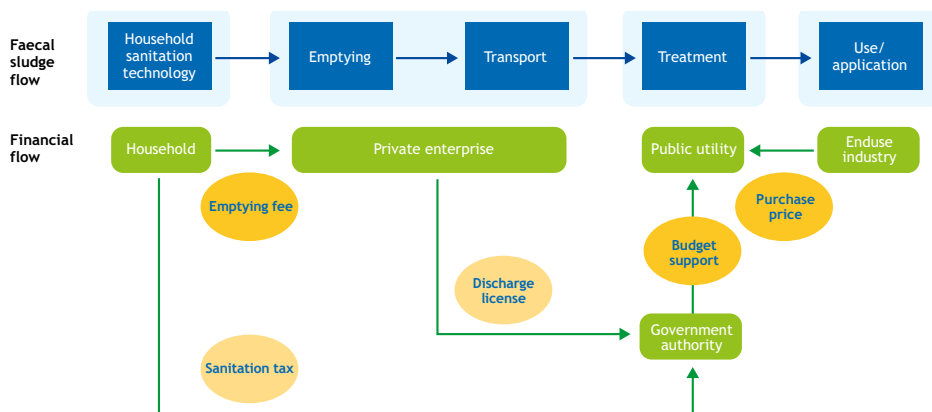 Faecal
sludge
flow
Household
sanitation
technology
Emptying
Transport
Treatment
Use/
application
Financial
flow
Household
Private enterprise
Public utility
Enduse
industry
Emptying fee
Purchase
price
Budget
support
Discharge
license
Government
authority
Sanitation tax